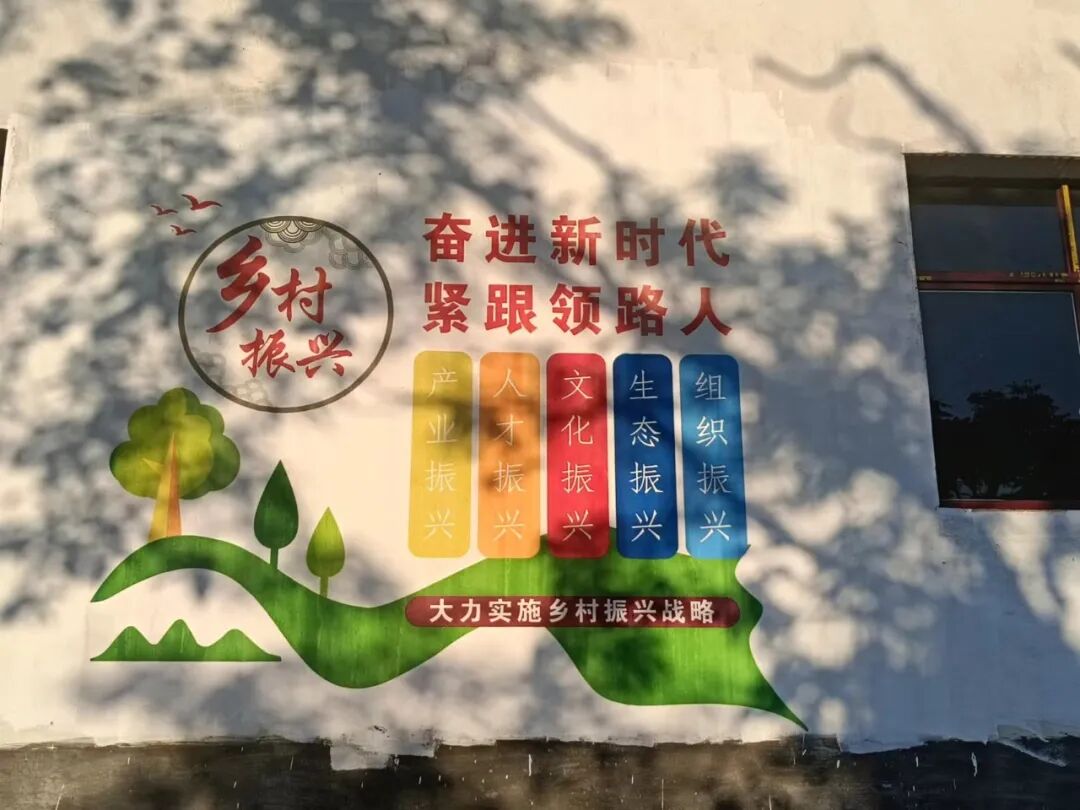 乡村
振兴
奋进新时代
紧跟领路人
产业振兴
人才振兴
文化振兴
生态振兴
组织振兴
大力实施乡村振兴战略